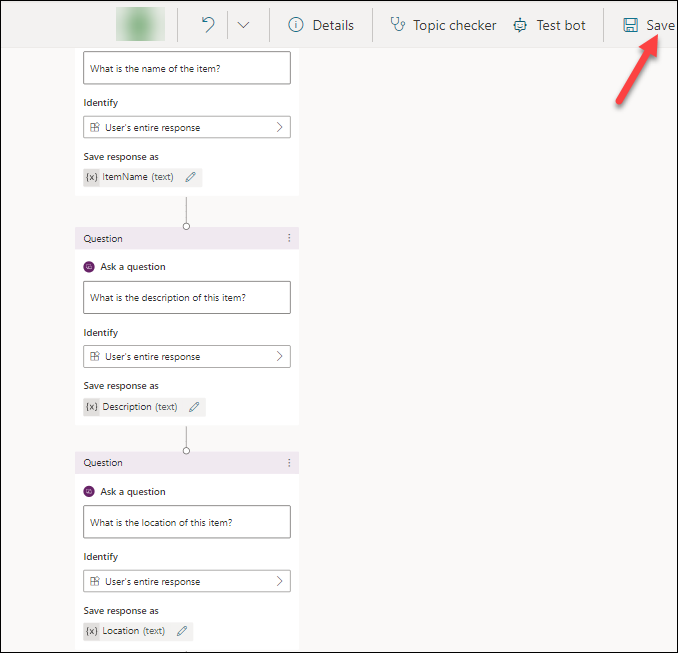 Details
Topic checker
Test bot
Save
What is the name of the item?
Identify
User's entire response
Save response as
{x} ItemName (text)
Question
Ask a question
What is the description of this item?
Identify
User's entire response
Save response as
{x} Description (text)
Question
Ask a question
What is the location of this item?
Identify
User's entire response
Save response as
{x} Location (text)